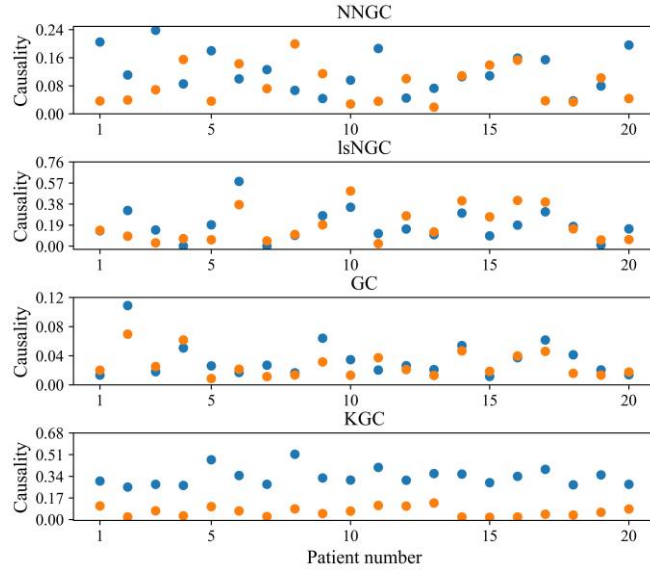 NNGC
Causality
0.24
0.16
0.08
0.00
1 5 10 15 20
lsNGC
Causality
0.76
0.57
0.38
0.19
0.00
1 5 10 15 20
GC
Causality
0.12
0.08
0.04
0.00
1 5 10 15 20
KGC
Causality
0.68
0.51
0.34
0.17
0.00
1 5 10 15 20
Patient number